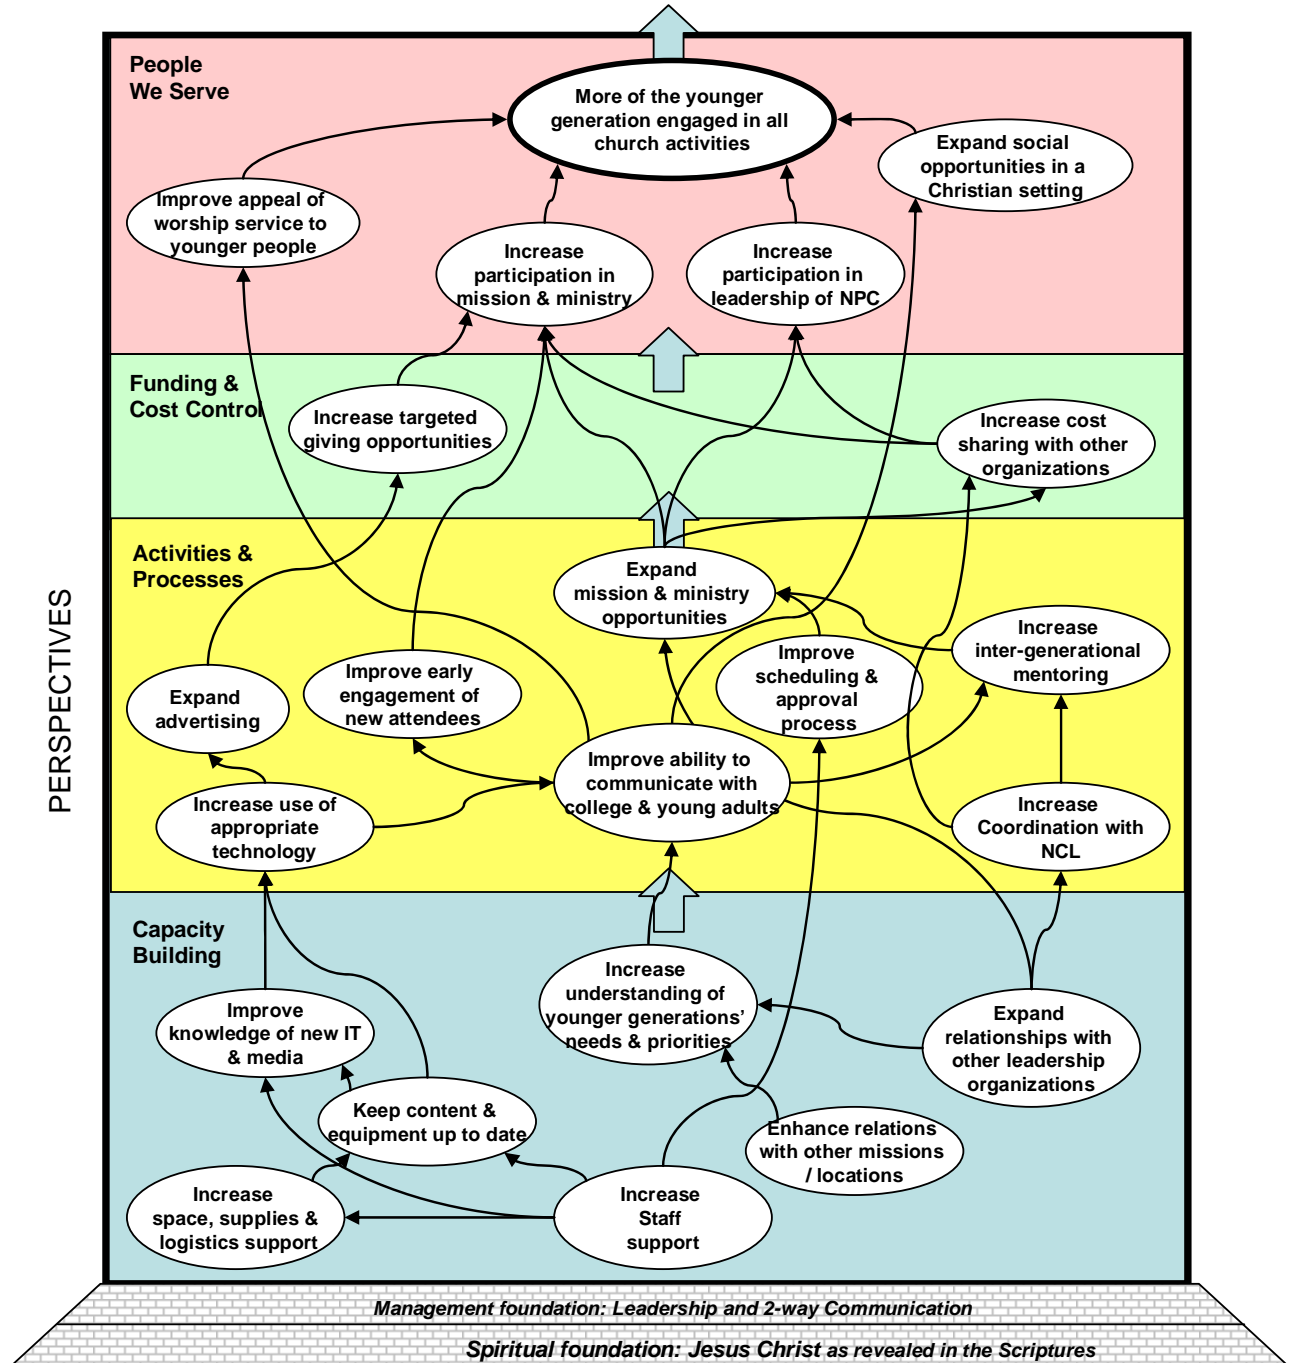 People
We Serve
More of the younger
generation engaged in all
church activities
Expand social
opportunities in a
Christian setting
Improve appeal of
worship service to
younger people
Increase
participation in
mission & ministry
Increase
participation in
leadership of NPC
Funding &
Cost Control
Increase targeted
giving opportunities
Increase cost
sharing with other
organizations
PERSPECTIVES
Activities &
Processes
Expand
mission & ministry
opportunities
Increase
inter-generational
mentoring
Improve early
engagement of
new attendees
Improve
scheduling &
approval
process
Expand
advertising
Improve ability to
communicate with
college & young adults
Increase use of
appropriate
technology
Increase
Coordination with
NCL
Capacity
Building
Increase
understanding of
younger generations’
needs & priorities
Improve
knowledge of new IT
& media
Expand
relationships with
other leadership
organizations
Keep content &
equipment up to date
Enhance relations
with other missions
/ locations
Increase
space, supplies &
logistics support
Increase
Staff
support
Management foundation: Leadership and 2-way Communication
Spiritual foundation: Jesus Christ as revealed in the Scriptures